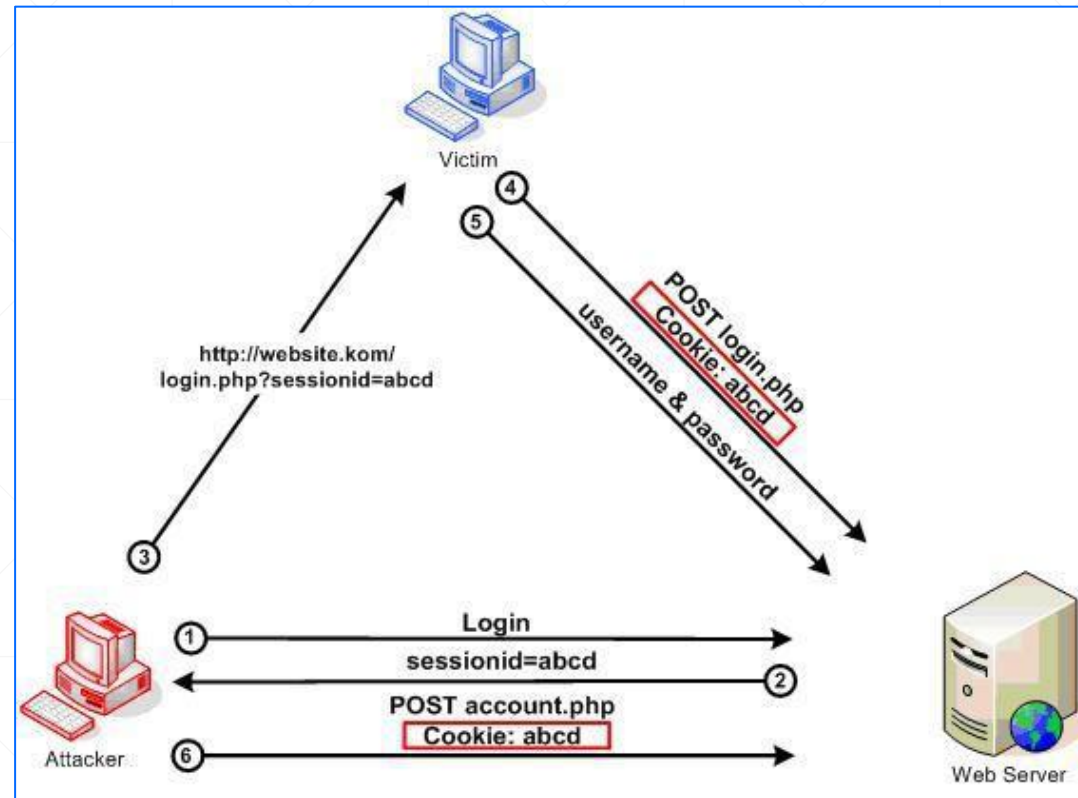 Victim
4
5
POST login.php
Cookie: abcd
username & password
http://website.kom/
login.php?sessionid=abcd
3
1
Login
sessionid=abcd
2
POST account.php
Cookie: abcd
6
Attacker
Web Server